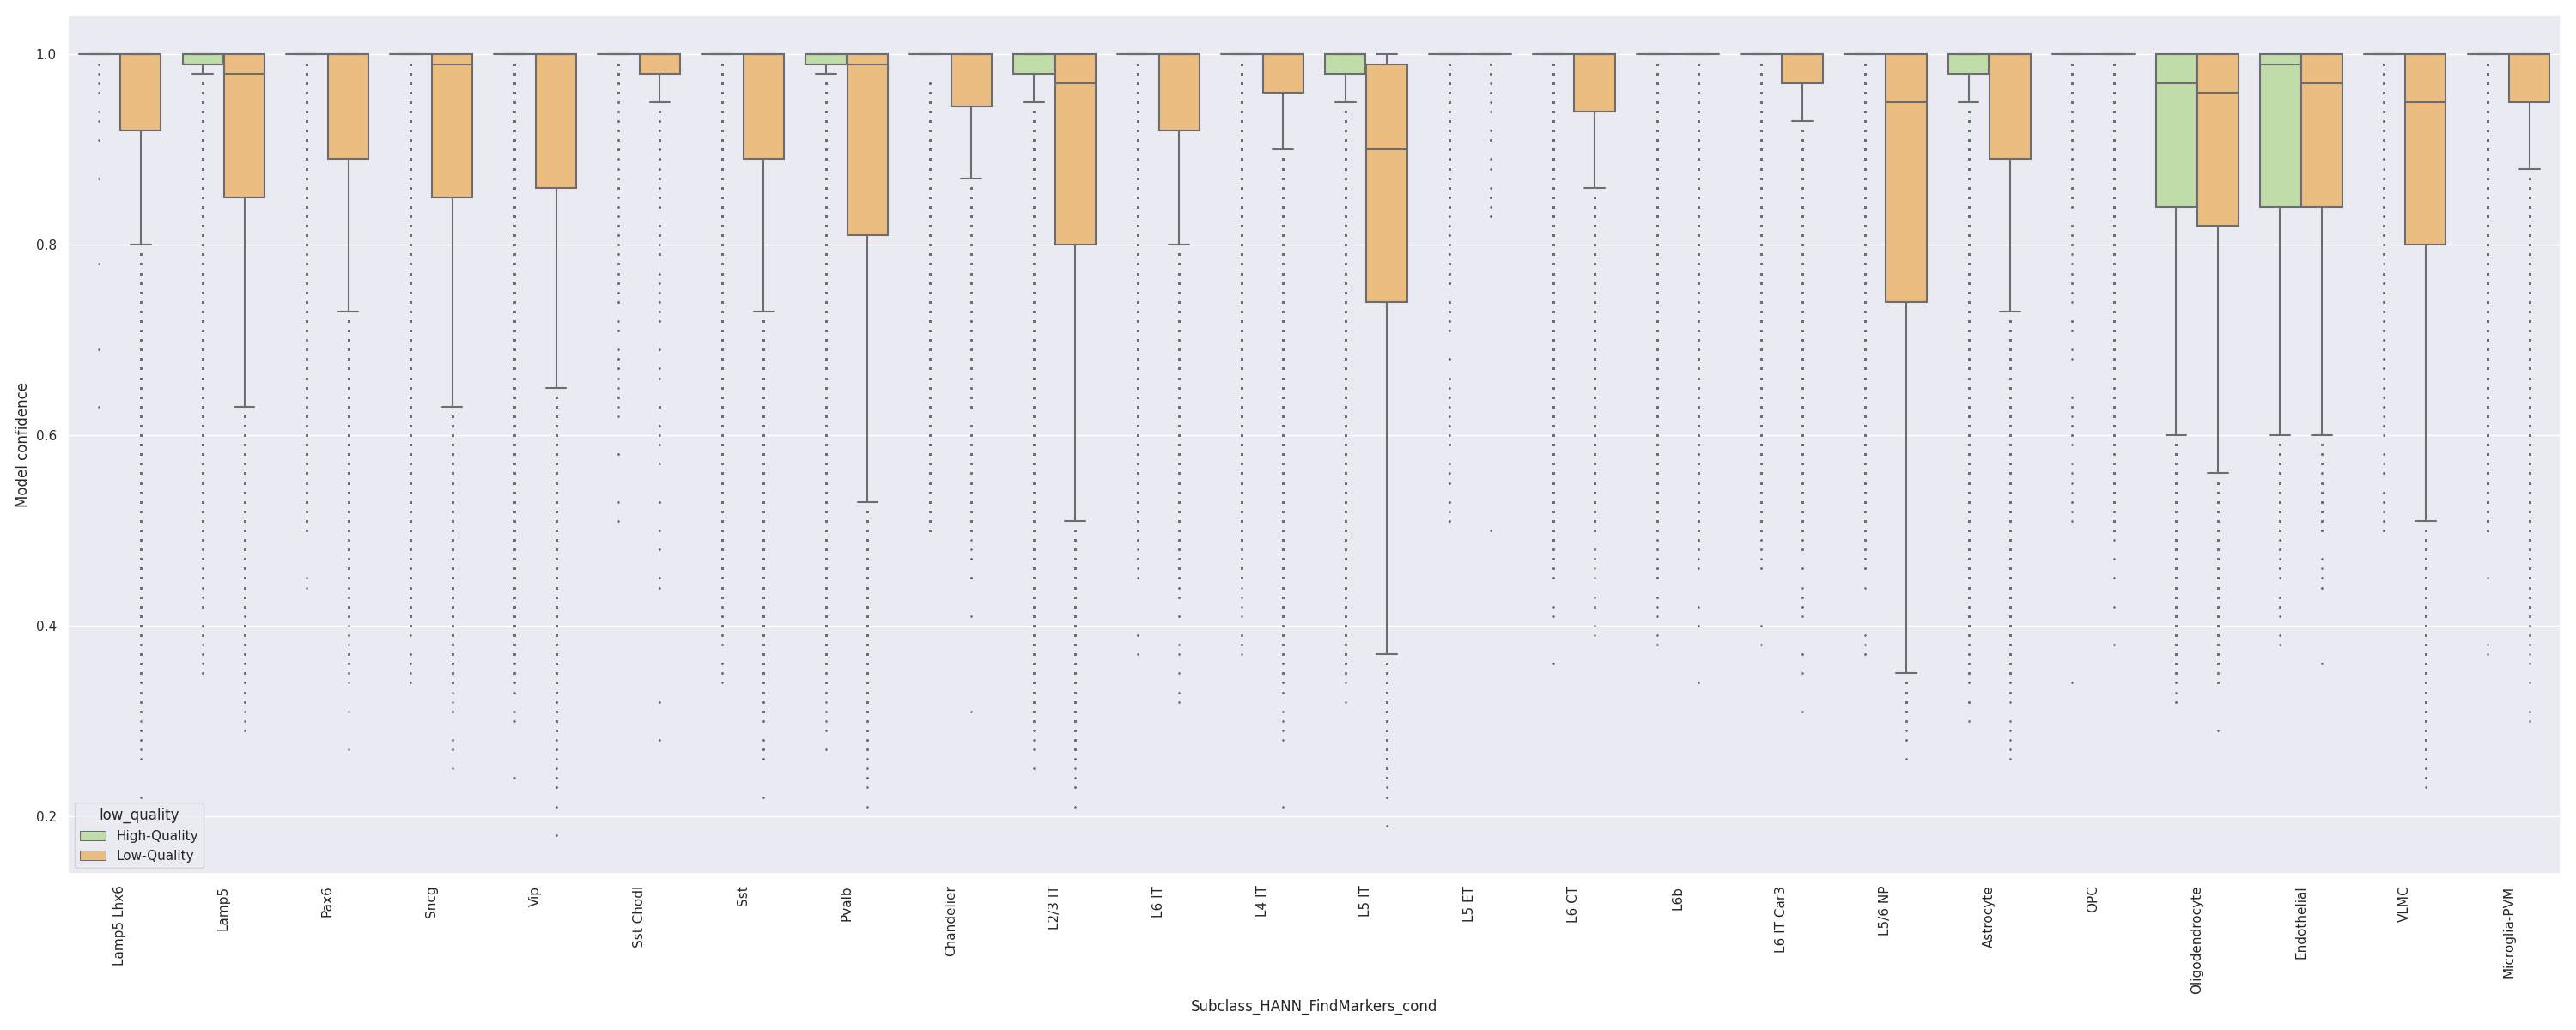 Model confidence
1.0
0.8
0.6
0.4
0.2
low_quality
High-Quality
Low-Quality
Lamp5 Lhx6
Lamp5
Pax6
Sncg
Vip
Sst Chodl
Sst
Pvalb
Chandelier
L2/3 IT
L6 IT
L4 IT
L5 IT
L5 ET
L6 CT
L6b
L6 IT Car3
L5/6 NP
Astrocyte
OPC
Oligodendrocyte
Endothelial
VLMC
Microglia-PVM
Subclass_HANN_FindMarkers_cond